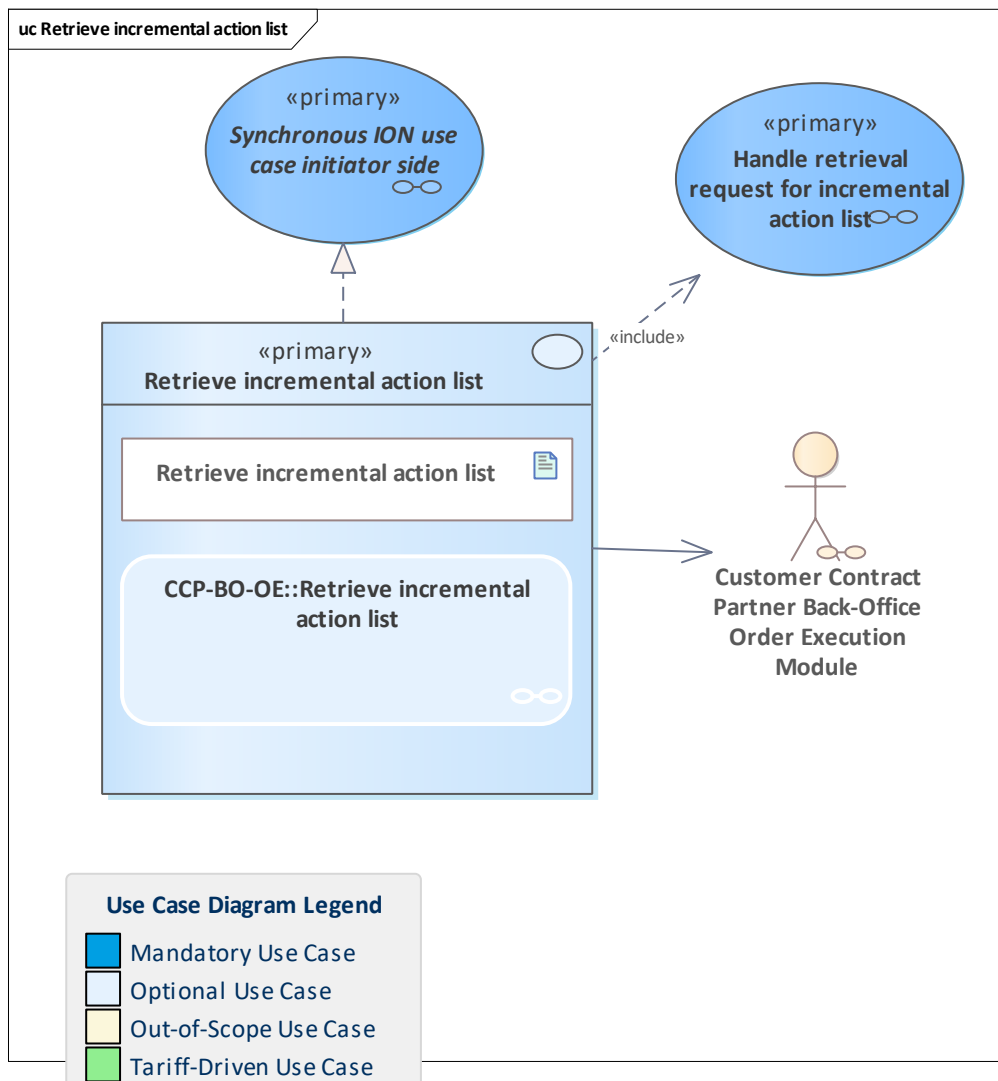 uc Retrieve incremental action list
«primary»
Synchronous ION use
case initiator side
«primary»
Handle retrieval
request for incremental
action list
«include»
«primary»
Retrieve incremental action list
Retrieve incremental action list
CCP-BO-OE::Retrieve incremental
action list
Customer Contract
Partner Back-Office
Order Execution
Module
Use Case Diagram Legend
Mandatory Use Case
Optional Use Case
Out-of-Scope Use Case
Tariff-Driven Use Case